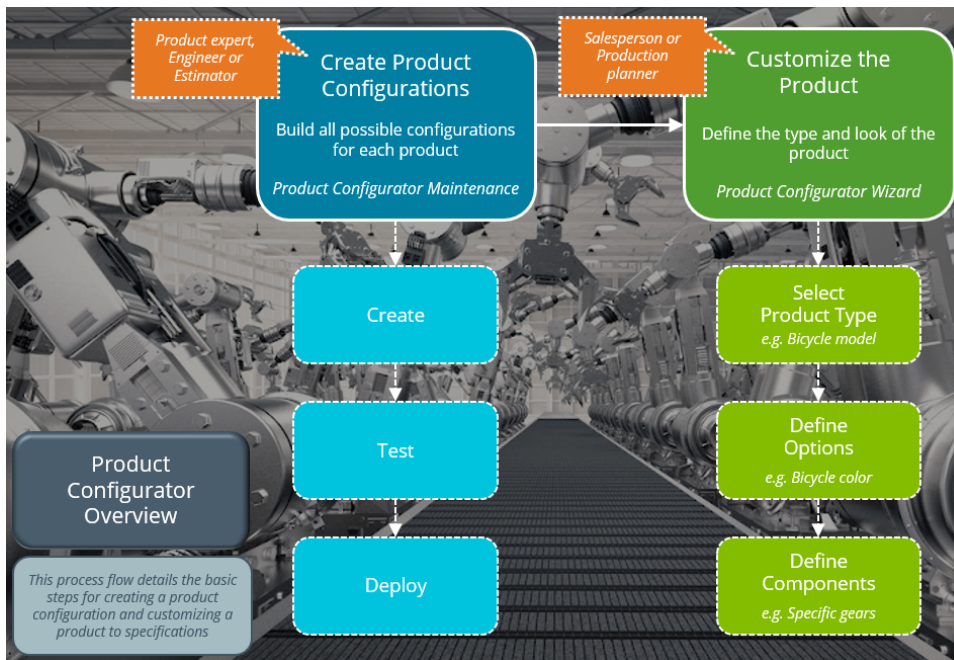 Product expert,
Engineer or
Estimator
Create Product
Configurations
Build all possible configurations
for each product
Product Configurator Maintenance
Salesperson or
Production
planner
Customize the
Product
Define the type and look of the
product
Product Configurator Wizard
Create
Test
Deploy
Select
Product Type
e.g. Bicycle model
Define
Options
e.g. Bicycle color
Define
Components
e.g. Specific gears
Product
Configurator
Overview
This process flow details the basic
steps for creating a product
configuration and customizing a
product to specifications